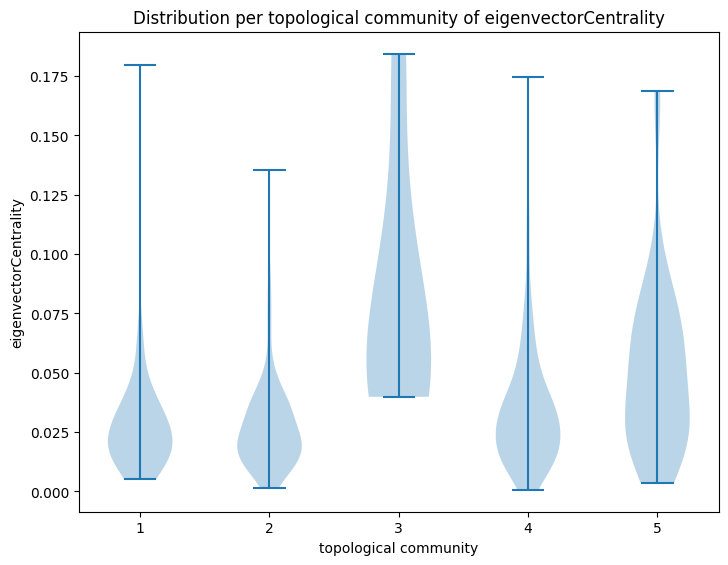 Distribution per topological community of eigenvectorCentrality
0.175
0.150
0.125
0.100
0.075
0.050
0.025
0.000
eigenvectorCentrality
1 2 3 4 5
topological community